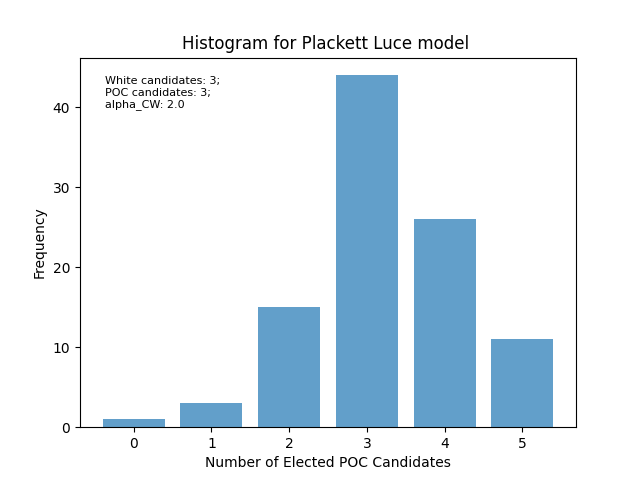 Histogram for Plackett Luce model
White candidates: 3;
POC candidates: 3;
alpha_CW: 2.0
Frequency
40
30
20
10
0
0 1 2 3 4 5
Number of Elected POC Candidates